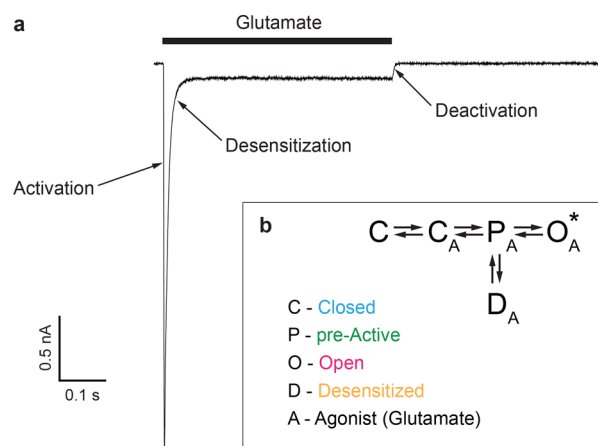 a
Glutamate
Deactivation
Desensitization
Activation
0.5 nA
0.1 s
b
C ⇌ C_A ⇌ P_A ⇌ O_A*
D_A
C - Closed
P - pre-Active
O - Open
D - Desensitized
A - Agonist (Glutamate)